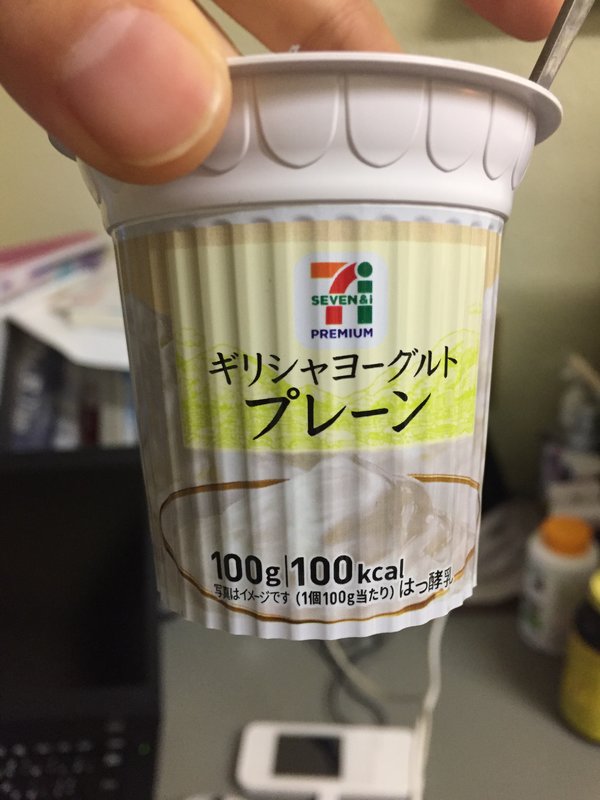 SEVEN&i
PREMIUM
ギリシャヨーグルト
プレーン
100g 100kcal
写真はイメージです (1個100g当たり) はっ酵乳